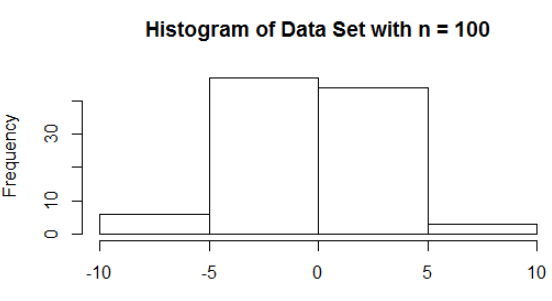 Histogram of Data Set with n = 100
Frequency
30
10
0
-10 -5 0 5 10